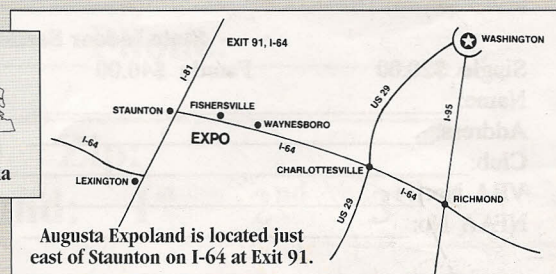 EXIT 91, I-64
WASHINGTON
I-81
US 29
I-95
STAUNTON
FISHERSVILLE
WAYNESBORO
EXPO
I-64
I-64
CHARLOTTESVILLE
LEXINGTON
I-64
RICHMOND
US 29
a
Augusta Expoland is located just
east of Staunton on I-64 at Exit 91.